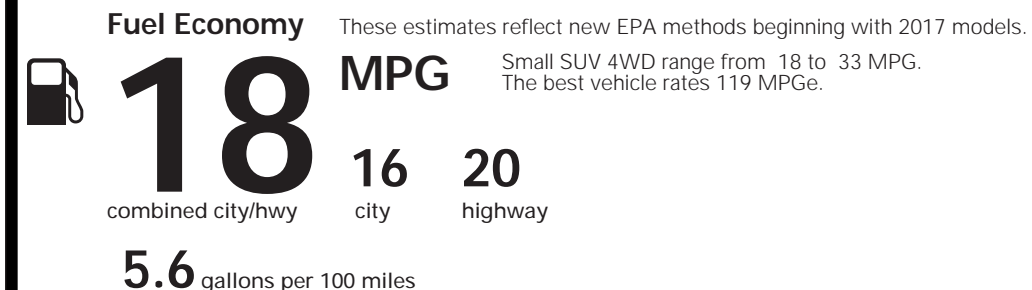 Fuel Economy These estimates reflect new EPA methods beginning with 2017 models.
18 MPG Small SUV 4WD range from 18 to 33 MPG.
The best vehicle rates 119 MPGe.
16 20
combined city/hwy city highway
5.6 gallons per 100 miles